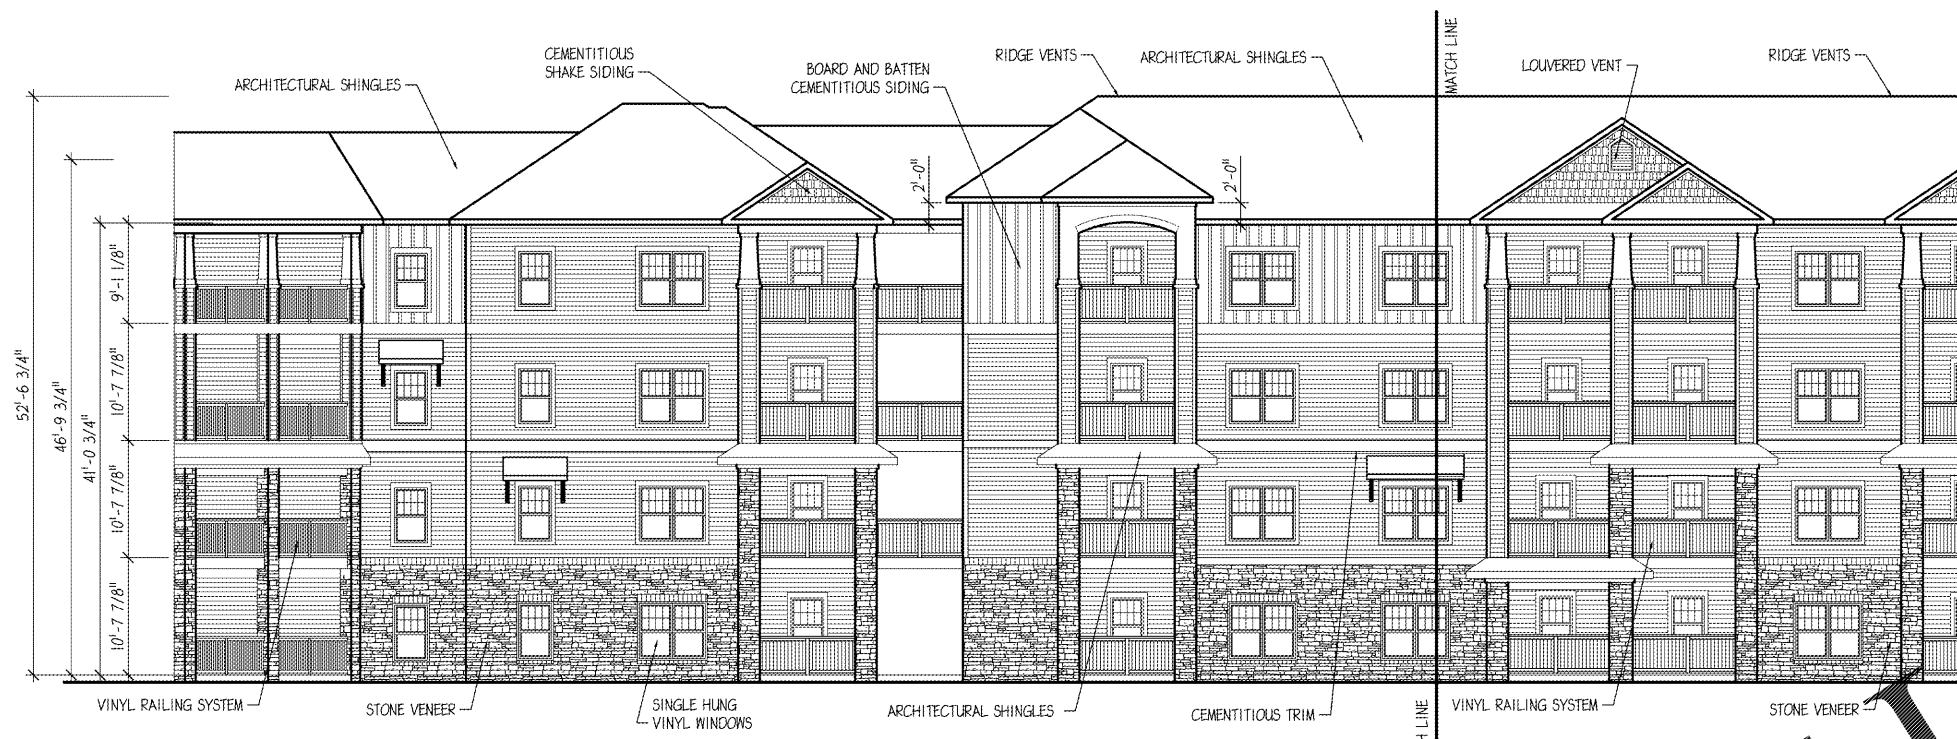 CEMENTITIOUS
SHAKE SIDING
ARCHITECTURAL SHINGLES
BOARD AND BATTEN
CEMENTITIOUS SIDING
RIDGE VENTS
ARCHITECTURAL SHINGLES
MATCH LINE
LOUVERED VENT
RIDGE VENTS
2'-0"
2'-0"
52'-6 3/4"
46'-9 3/4"
41'-0 3/4"
9'-1 1/8"
10'-7 7/8"
10'-7 7/8"
10'-7 7/8"
VINYL RAILING SYSTEM
STONE VENEER
SINGLE HUNG
VINYL WINDOWS
ARCHITECTURAL SHINGLES
CEMENTITIOUS TRIM
H LINE
VINYL RAILING SYSTEM
STONE VENEER